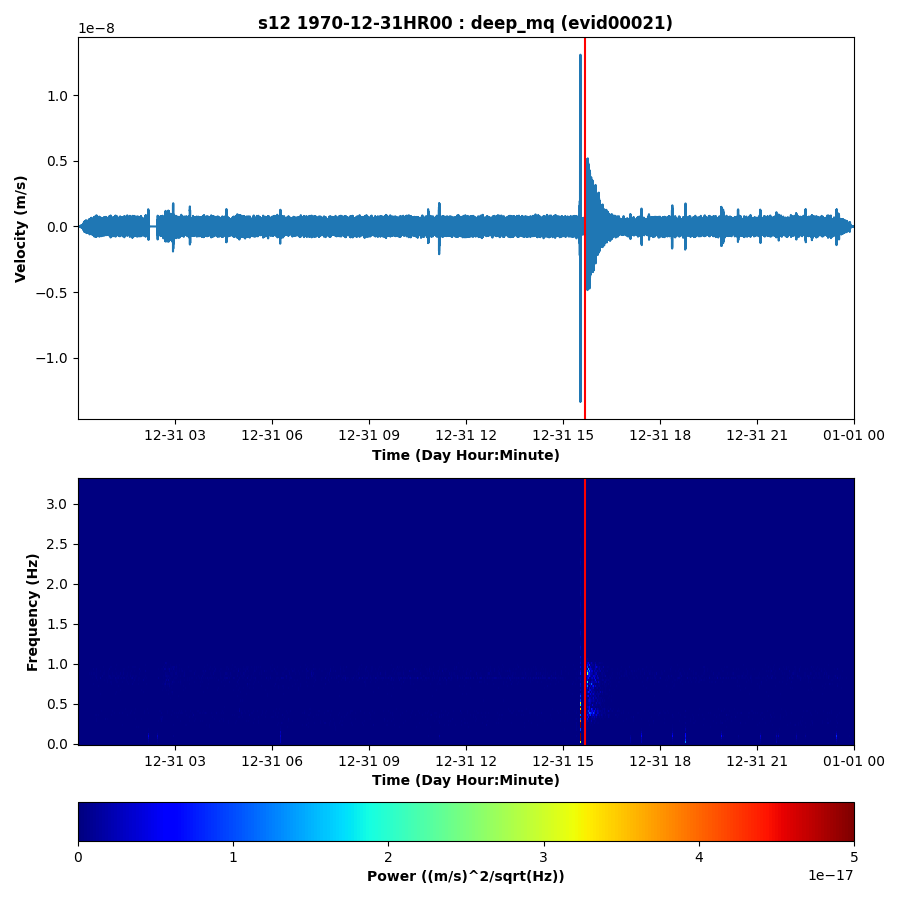 s12 1970-12-31HR00 : deep_mq (evid00021)
1e−8
1.0
0.5
0.0
−0.5
−1.0
Velocity (m/s)
12-31 03 12-31 06 12-31 09 12-31 12 12-31 15 12-31 18 12-31 21 01-01 00
Time (Day Hour:Minute)
3.0
2.5
2.0
1.5
1.0
0.5
0.0
Frequency (Hz)
12-31 03 12-31 06 12-31 09 12-31 12 12-31 15 12-31 18 12-31 21 01-01 00
Time (Day Hour:Minute)
0 1 2 3 4 5
1e−17
Power ((m/s)^2/sqrt(Hz))